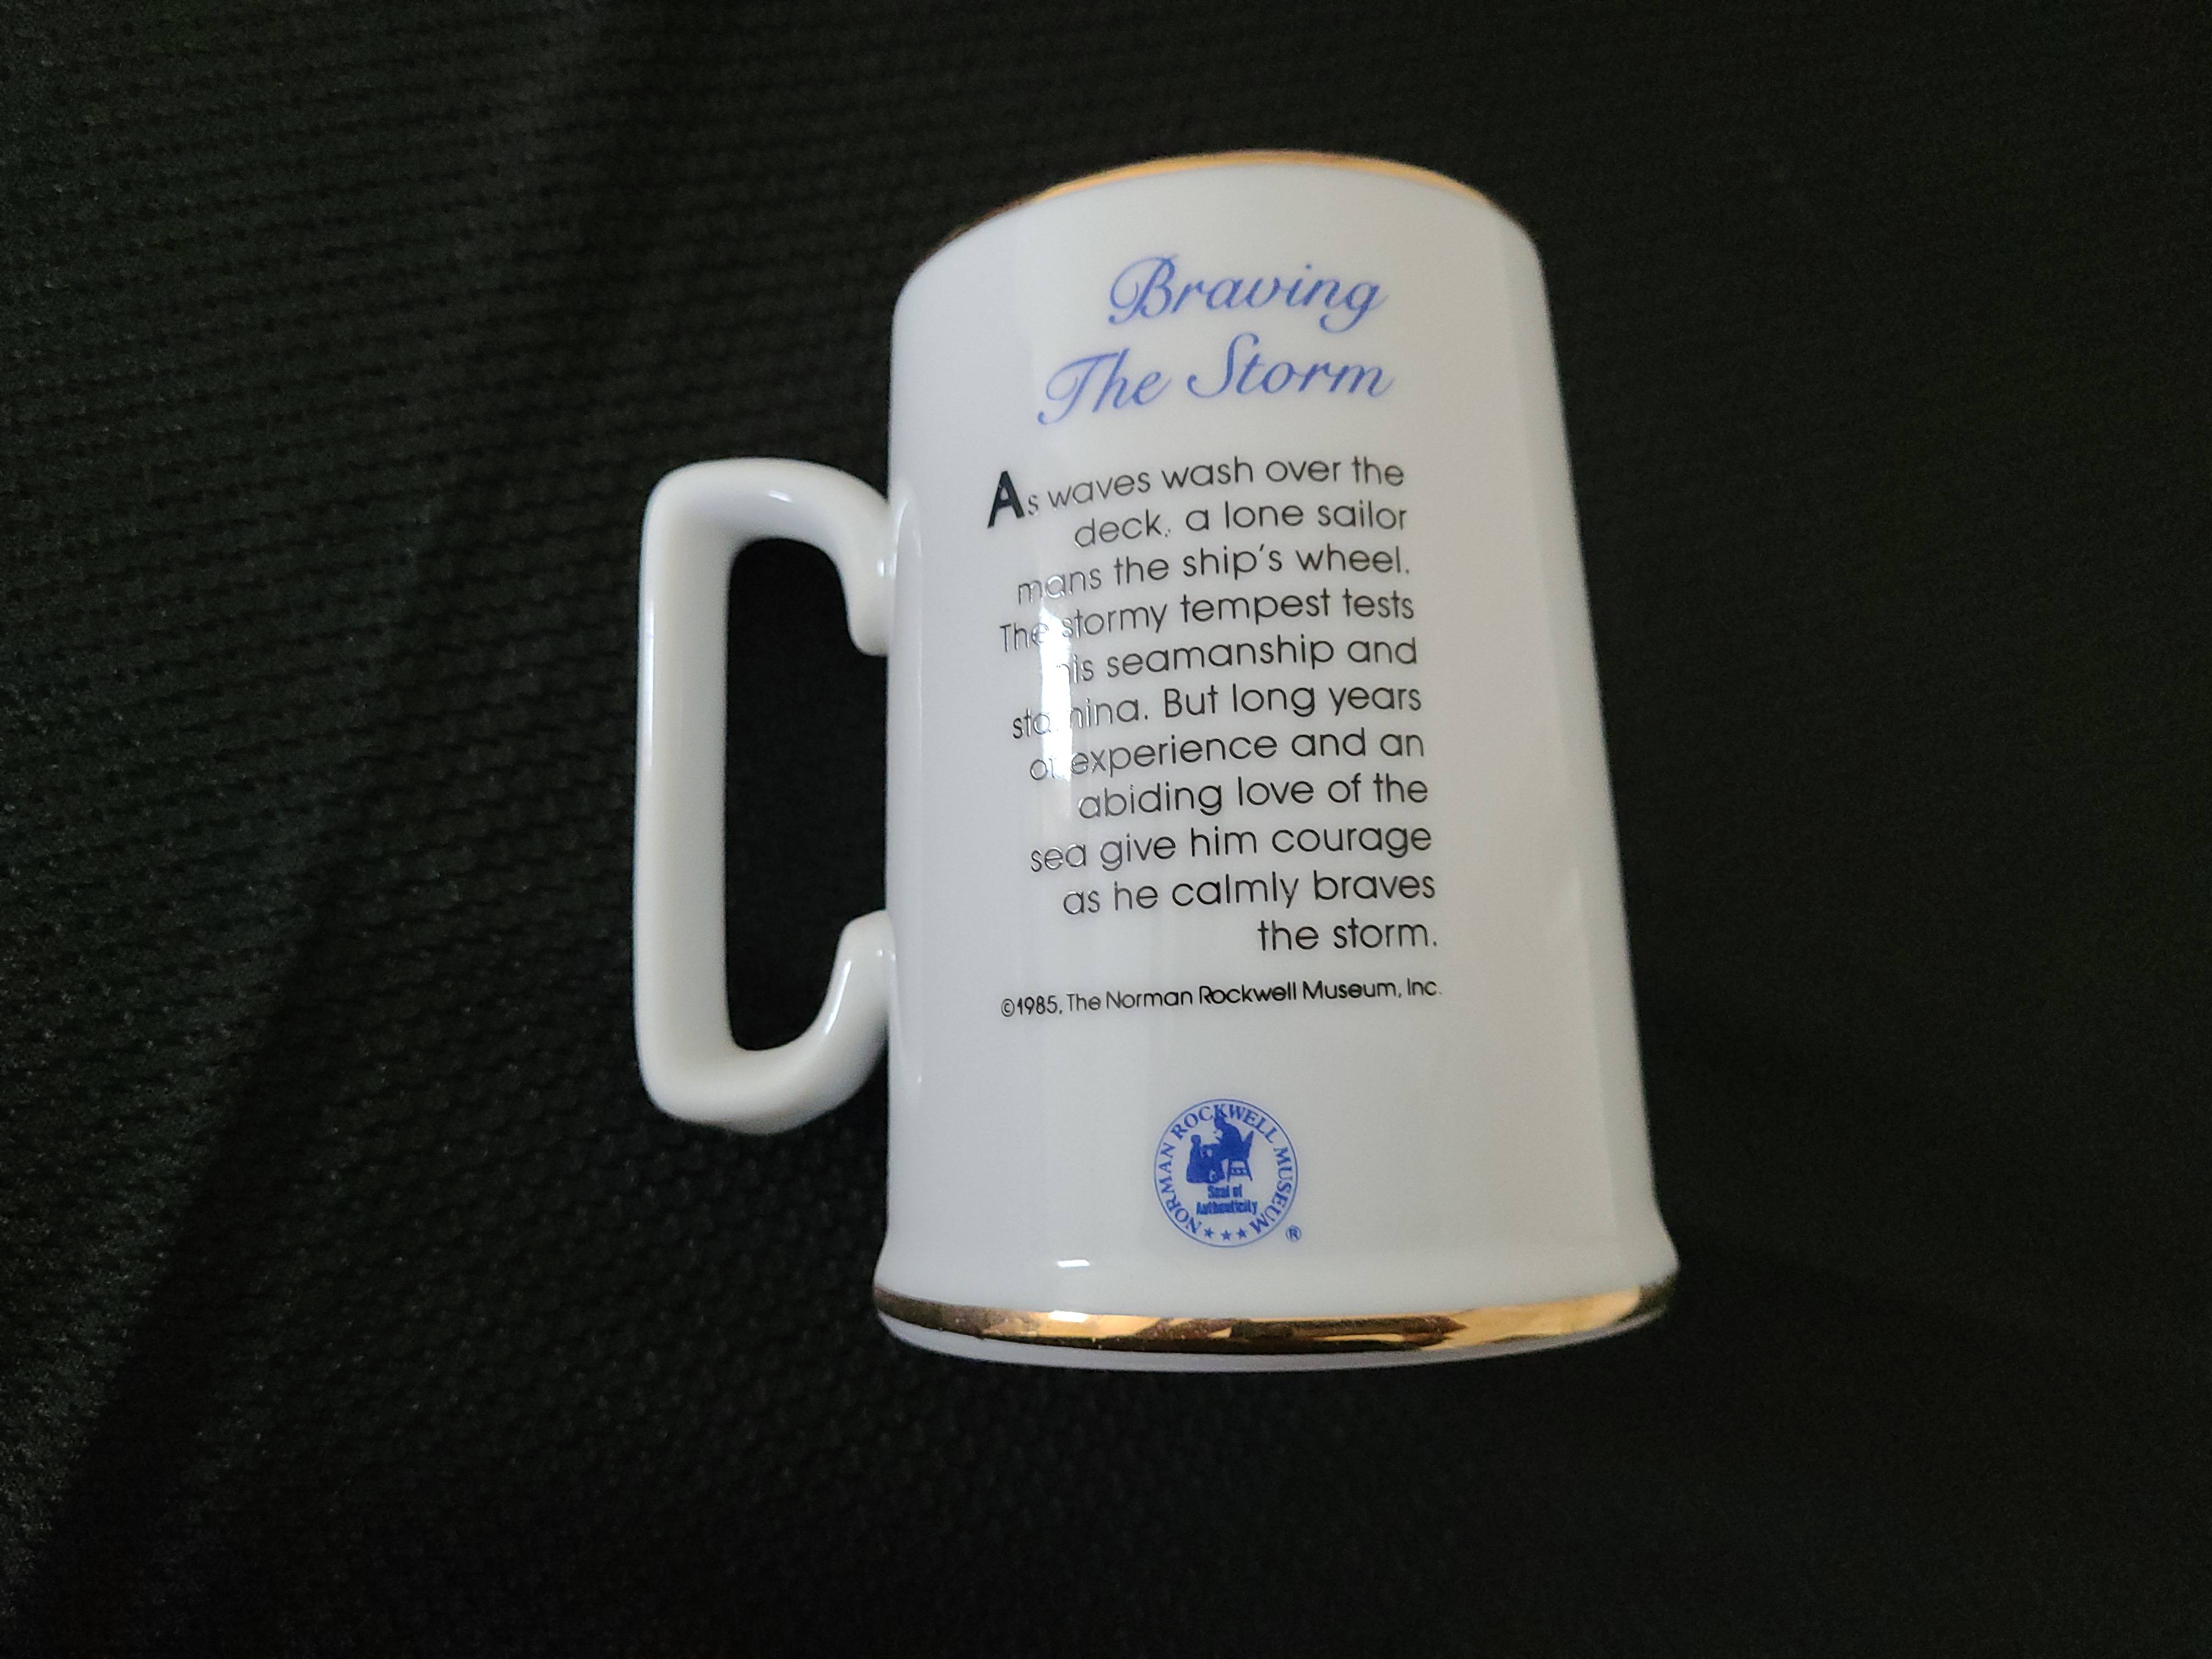 Braving
The Storm
As waves wash over the
deck, a lone sailor
mans the ship's wheel.
The stormy tempest tests
his seamanship and
stamina. But long years
of experience and an
abiding love of the
sea give him courage
as he calmly braves
the storm.
©1985, The Norman Rockwell Museum, Inc.
NORMAN ROCKWELL MUSEUM
Seal of
Authenticity
®